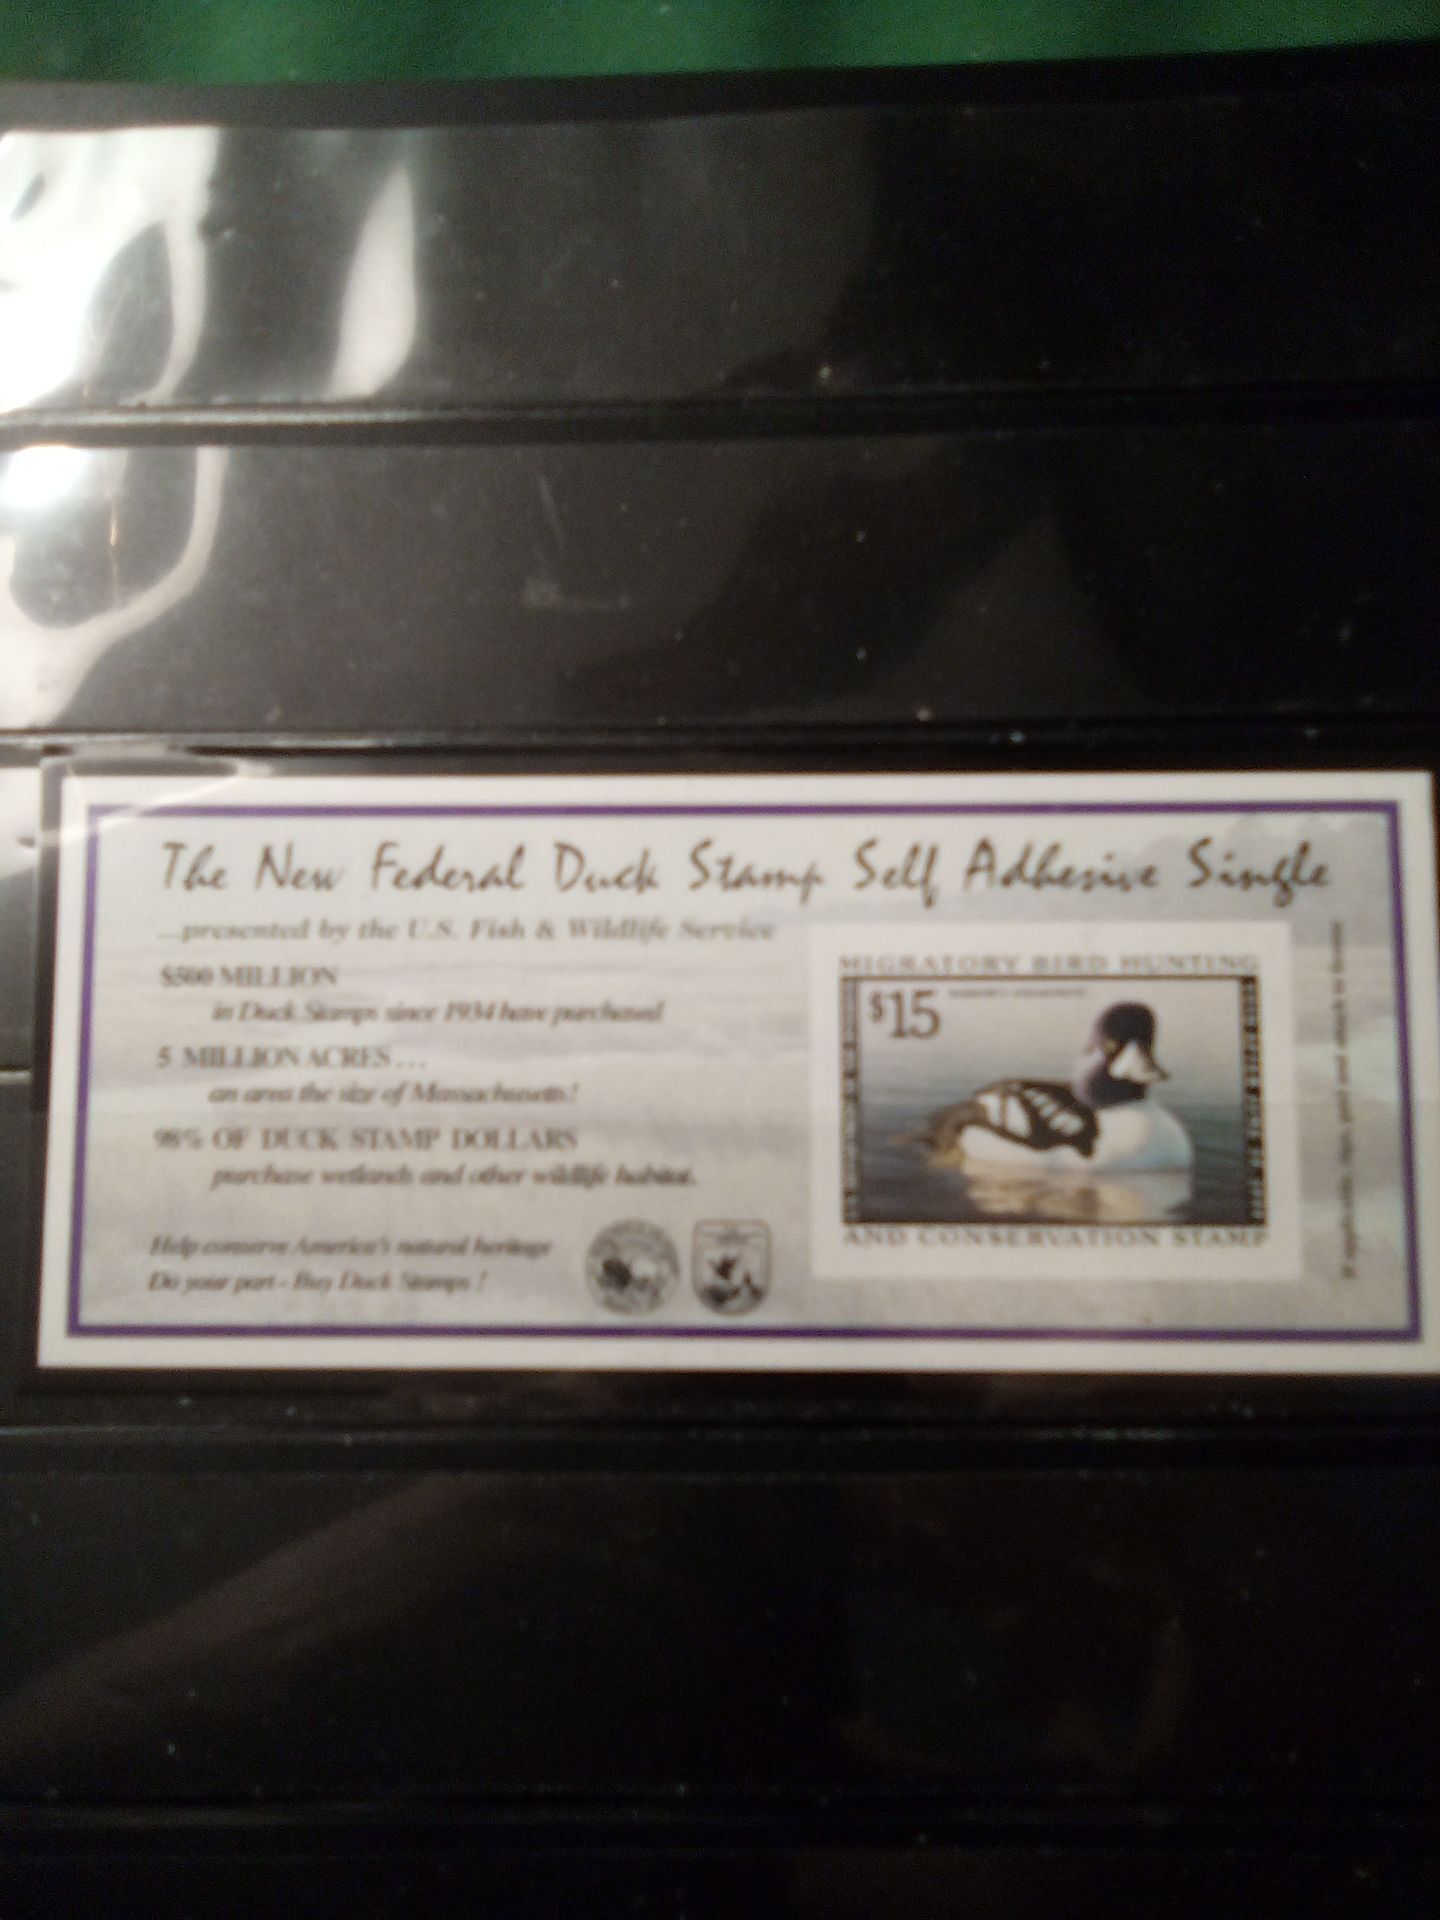 The New Federal Duck Stamp Self Adhesive Single
...presented by the U.S. Fish & Wildlife Service
$500 MILLION
in Duck Stamps since 1934 have purchased
5 MILLION ACRES...
an area the size of Massachusetts!
98% OF DUCK STAMP DOLLARS
purchase wetlands and other wildlife habitat.
Help conserve America's natural heritage
Do your part - Buy Duck Stamps!
MIGRATORY BIRD HUNTING
$15
AND CONSERVATION STAMP